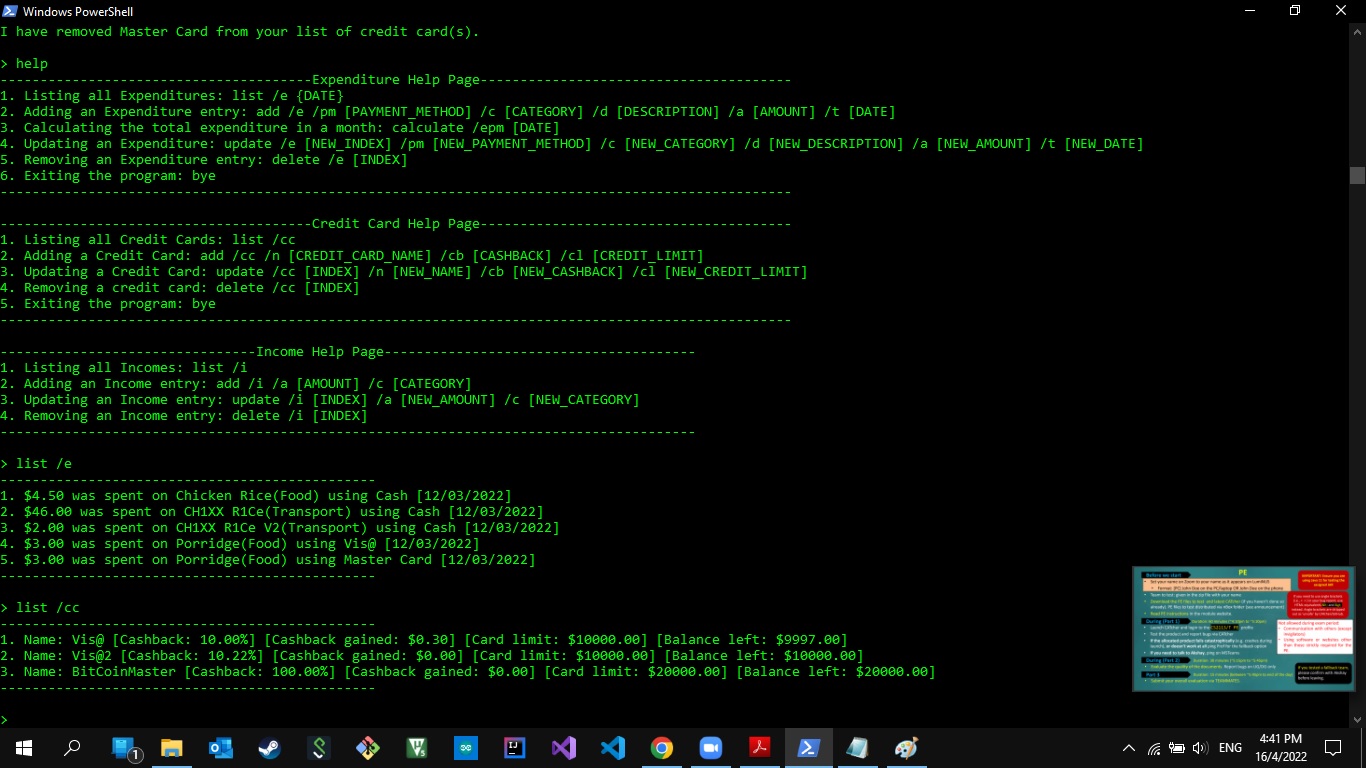 Windows PowerShell
I have removed Master Card from your list of credit card(s).
> help
---------------------------------------Expenditure Help Page---------------------------------------
1. Listing all Expenditures: list /e {DATE}
2. Adding an Expenditure entry: add /e /pm [PAYMENT_METHOD] /c [CATEGORY] /d [DESCRIPTION] /a [AMOUNT] /t [DATE]
3. Calculating the total expenditure in a month: calculate /epm [DATE]
4. Updating an Expenditure: update /e [NEW_INDEX] /pm [NEW_PAYMENT_METHOD] /c [NEW_CATEGORY] /d [NEW_DESCRIPTION] /a [NEW_AMOUNT] /t [NEW_DATE]
5. Removing an Expenditure entry: delete /e [INDEX]
6. Exiting the program: bye
---------------------------------------------------------------------------------------------------
---------------------------------------Credit Card Help Page---------------------------------------
1. Listing all Credit Cards: list /cc
2. Adding a Credit Card: add /cc /n [CREDIT_CARD_NAME] /cb [CASHBACK] /cl [CREDIT_LIMIT]
3. Updating a Credit Card: update /cc [INDEX] /n [NEW_NAME] /cb [NEW_CASHBACK] /cl [NEW_CREDIT_LIMIT]
4. Removing a credit card: delete /cc [INDEX]
5. Exiting the program: bye
---------------------------------------------------------------------------------------------------
--------------------------------Income Help Page---------------------------------------
1. Listing all Incomes: list /i
2. Adding an Income entry: add /i /a [AMOUNT] /c [CATEGORY]
3. Updating an Income entry: update /i [INDEX] /a [NEW_AMOUNT] /c [NEW_CATEGORY]
4. Removing an Income entry: delete /i [INDEX]
---------------------------------------------------------------------------------------
> list /e
-----------------------------------------------
1. $4.50 was spent on Chicken Rice(Food) using Cash [12/03/2022]
2. $46.00 was spent on CH1XX R1Ce(Transport) using Cash [12/03/2022]
3. $2.00 was spent on CH1XX R1Ce V2(Transport) using Cash [12/03/2022]
4. $3.00 was spent on Porridge(Food) using Vis@ [12/03/2022]
5. $3.00 was spent on Porridge(Food) using Master Card [12/03/2022]
-----------------------------------------------
> list /cc
-----------------------------------------------
1. Name: Vis@ [Cashback: 10.00%] [Cashback gained: $0.30] [Card limit: $10000.00] [Balance left: $9997.00]
2. Name: Vis@2 [Cashback: 10.22%] [Cashback gained: $0.00] [Card limit: $10000.00] [Balance left: $10000.00]
3. Name: BitCoinMaster [Cashback: 100.00%] [Cashback gained: $0.00] [Card limit: $20000.00] [Balance left: $20000.00]
-----------------------------------------------
>
PE
Before we start
During (Part 1)
During (Part 2)
Part 3
1
ENG
4:41 PM
16/4/2022